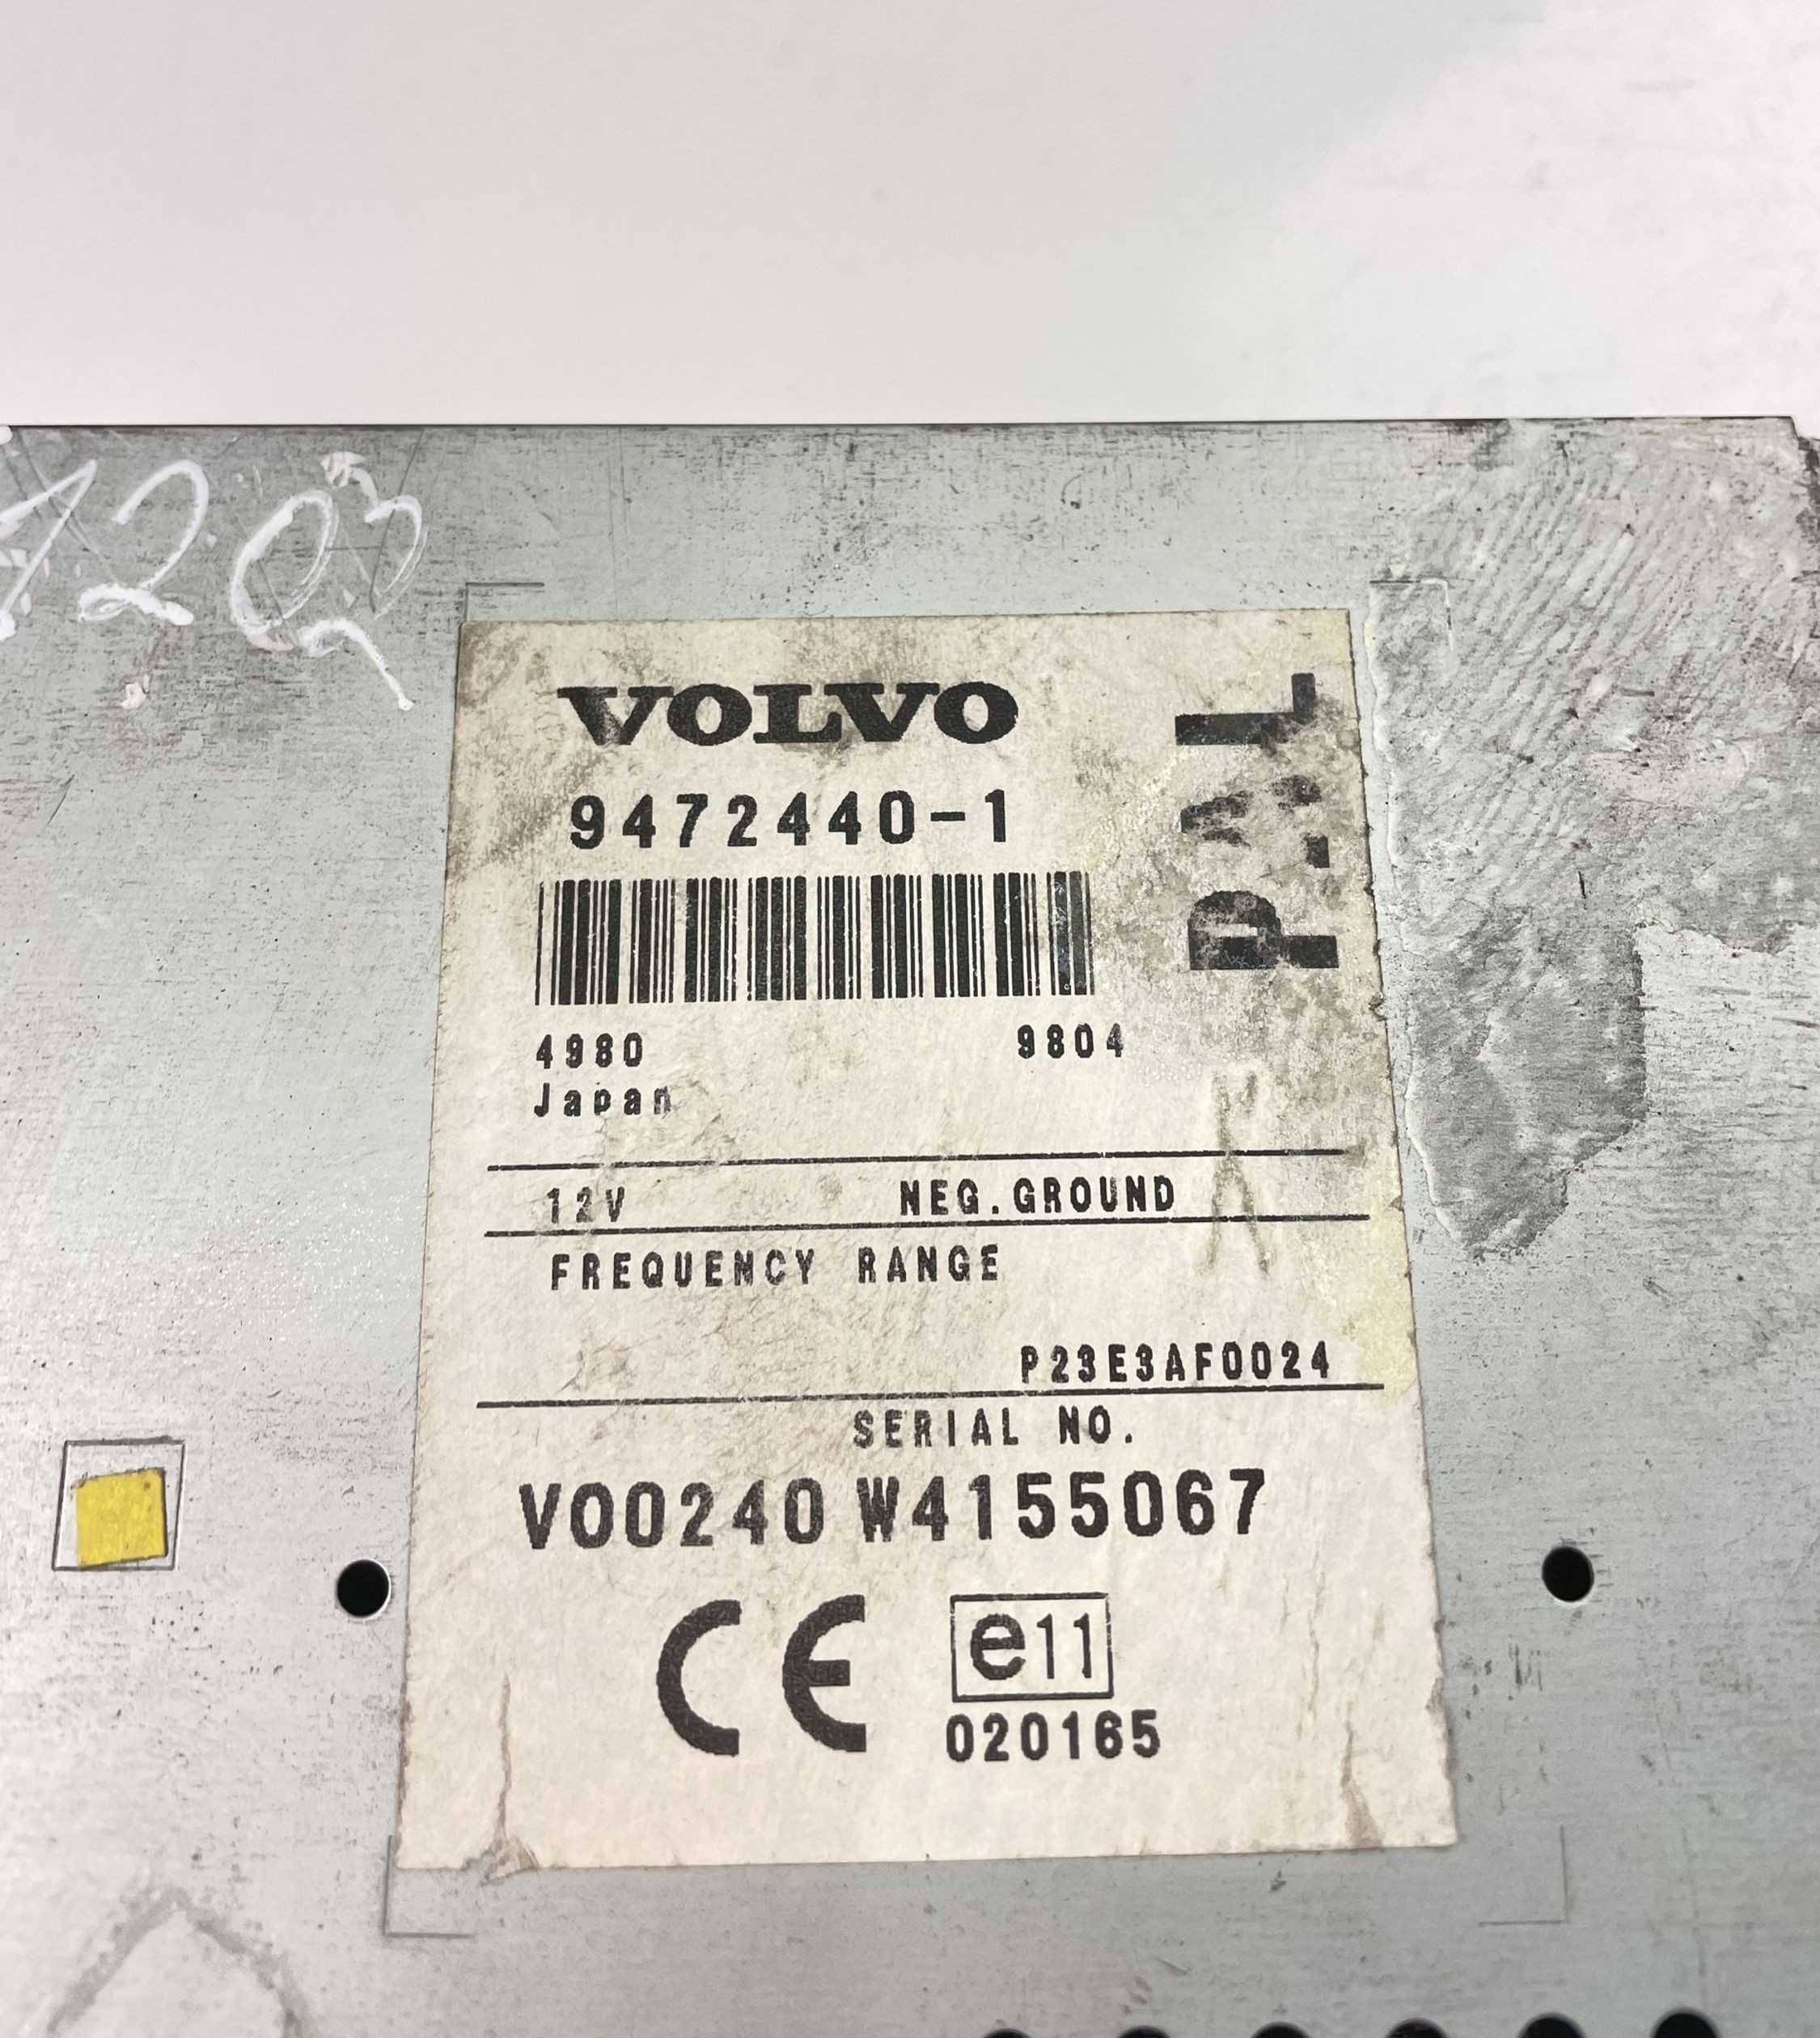 VOLVO
PAL
9472440-1
4980 9804
Japan
12V NEG.GROUND
FREQUENCY RANGE
P23E3AF0024
SERIAL NO.
V00240 W4155067
CE e11
020165